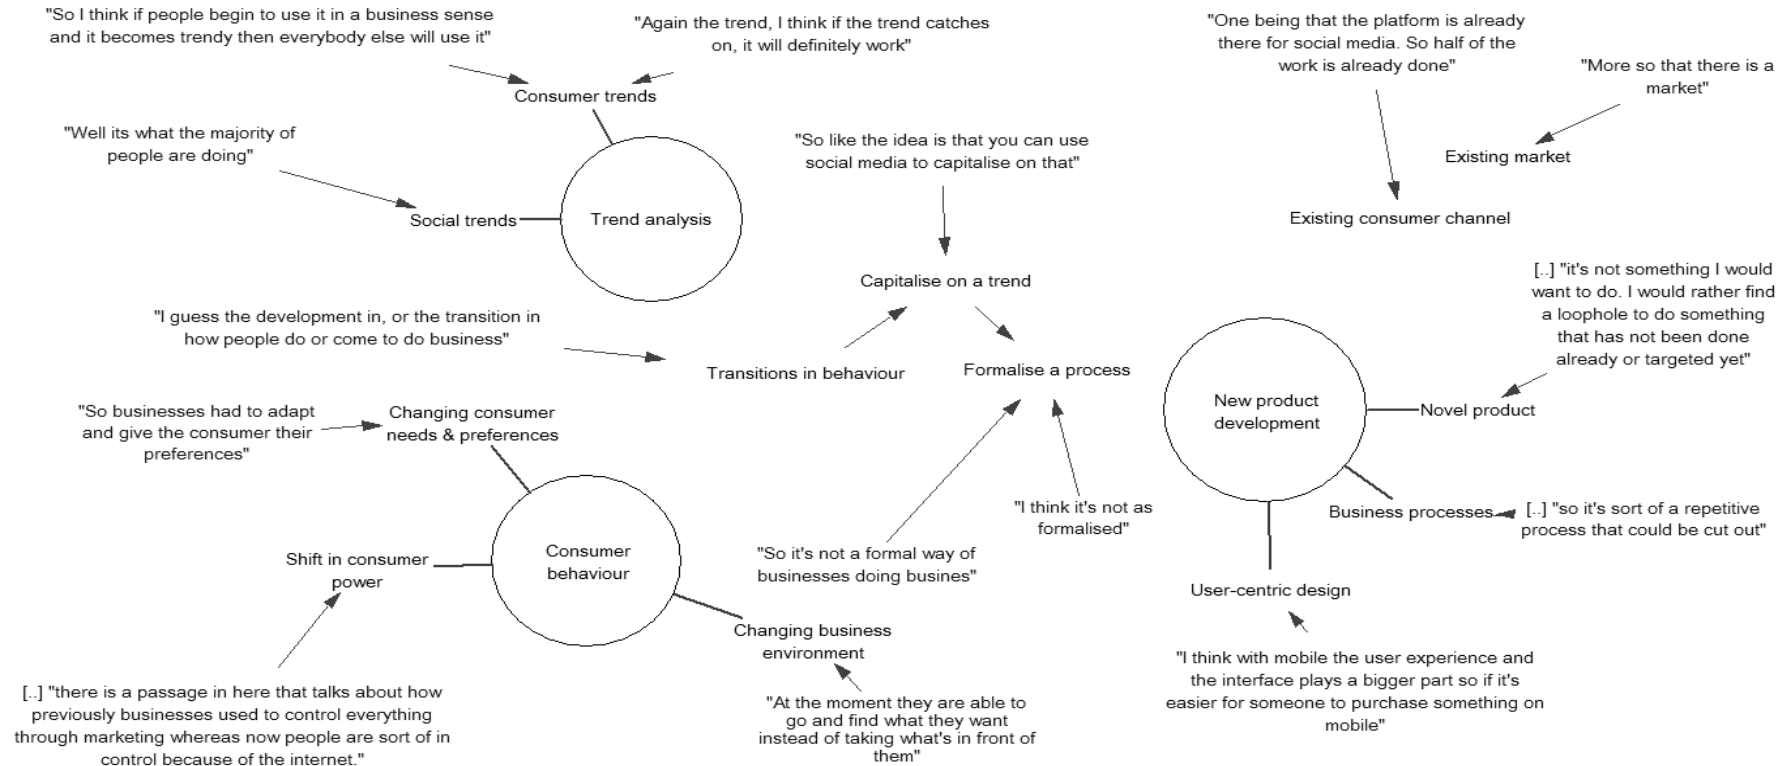 "So I think if people begin to use it in a business sense
and it becomes trendy then everybody else will use it"
"Again the trend, I think if the trend catches
on, it will definitely work"
Consumer trends
"Well its what the majority of
people are doing"
Social trends
Trend analysis
"So like the idea is that you can use
social media to capitalise on that"
Capitalise on a trend
"One being that the platform is already
there for social media. So half of the
work is already done"
"More so that there is a
market"
Existing market
Existing consumer channel
"I guess the development in, or the transition in
how people do or come to do business"
Transitions in behaviour
Formalise a process
[..] "it's not something I would
want to do. I would rather find
a loophole to do something
that has not been done
already or targeted yet"
New product
development
Novel product
"So businesses had to adapt
and give the consumer their
preferences"
Changing consumer
needs & preferences
"I think it's not as
formalised"
"So it's not a formal way of
businesses doing busines"
Business processes
[..] "so it's sort of a repetitive
process that could be cut out"
Shift in consumer
power
Consumer
behaviour
User-centric design
Changing business
environment
"I think with mobile the user experience and
the interface plays a bigger part so if it's
easier for someone to purchase something on
mobile"
[..] "there is a passage in here that talks about how
previously businesses used to control everything
through marketing whereas now people are sort of in
control because of the internet."
"At the moment they are able to
go and find what they want
instead of taking what's in front of
them"